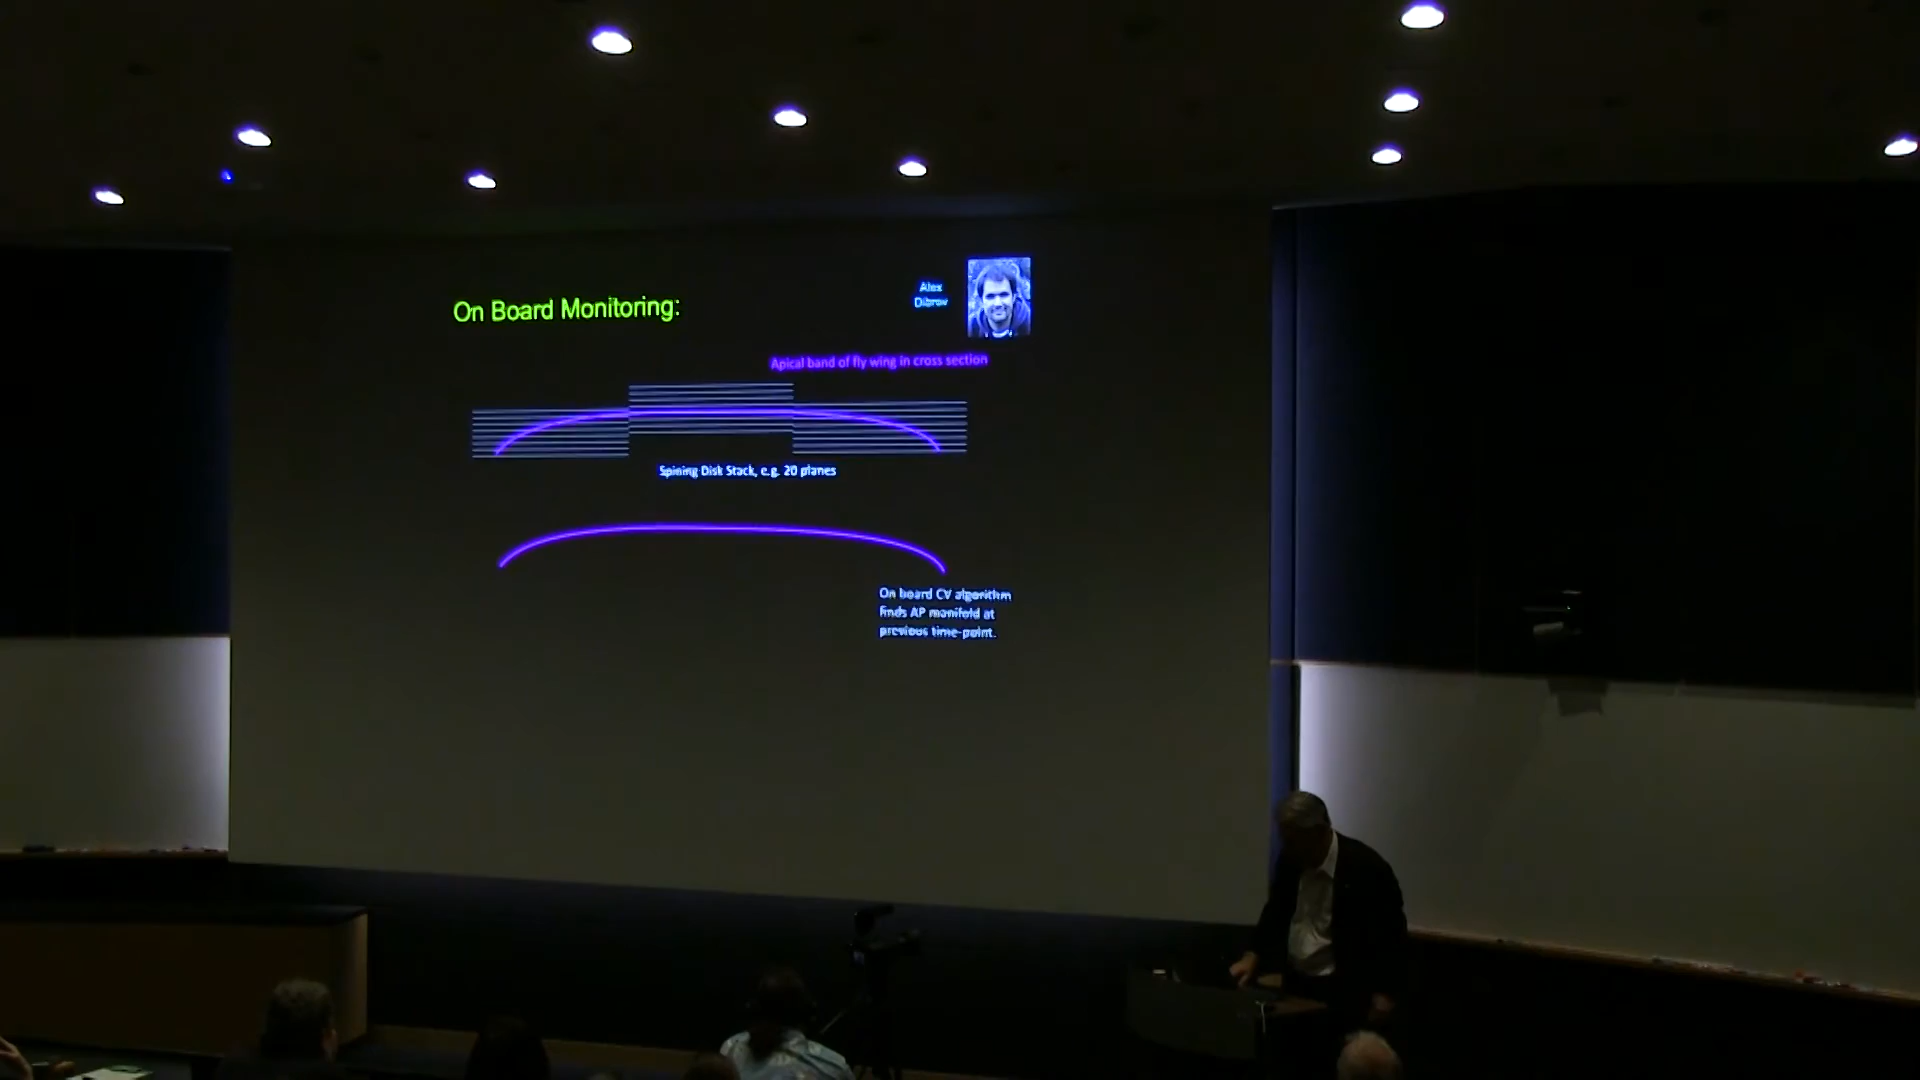 Alex
Dibrov
On Board Monitoring:
Apical band of fly wing in cross section
Spining Disk Stack, e.g. 20 planes
On board CV algorithm
finds AP manifold at
previous time-point.